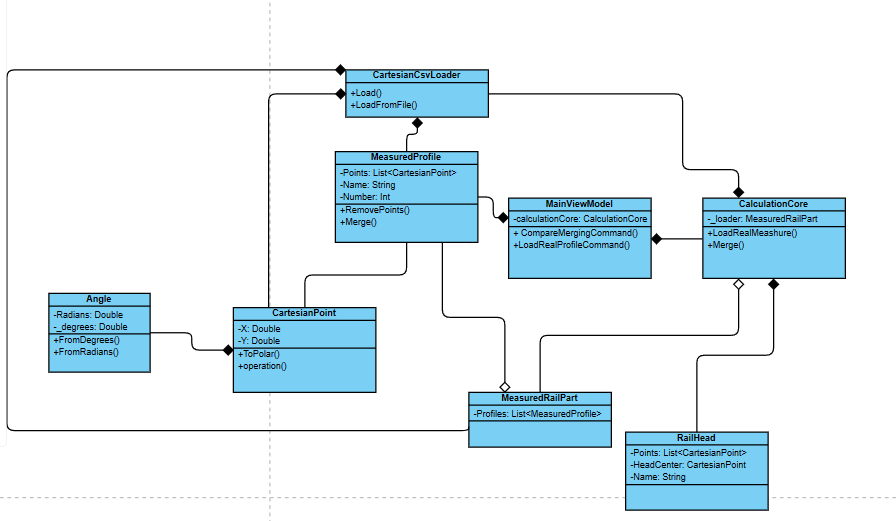 CartesianCsvLoader
+Load()
+LoadFromFile()
MeasuredProfile
-Points: List<CartesianPoint>
-Name: String
-Number: Int
+RemovePoints()
+Merge()
MainViewModel
-calculationCore: CalculationCore
+ CompareMergingCommand()
+LoadRealProfileCommand()
CalculationCore
-_loader: MeasuredRailPart
+LoadRealMeashure()
+Merge()
Angle
-Radians: Double
-_degrees: Double
+FromDegrees()
+FromRadians()
CartesianPoint
-X: Double
-Y: Double
+ToPolar()
+operation()
MeasuredRailPart
-Profiles: List<MeasuredProfile>
RailHead
-Points: List<CartesianPoint>
-HeadCenter: CartesianPoint
-Name: String